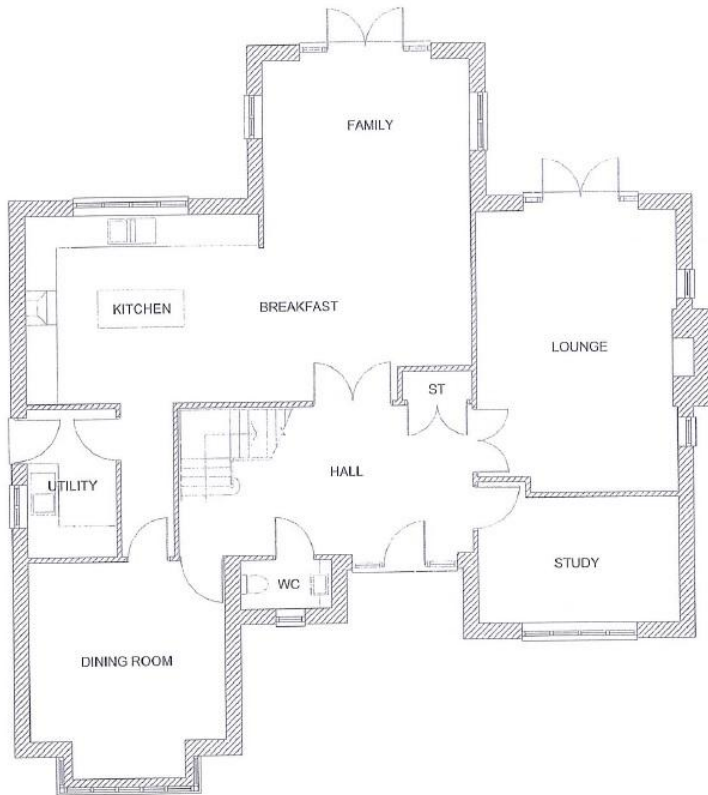 FAMILY
KITCHEN
BREAKFAST
LOUNGE
ST
HALL
UTILITY
STUDY
WC
DINING ROOM